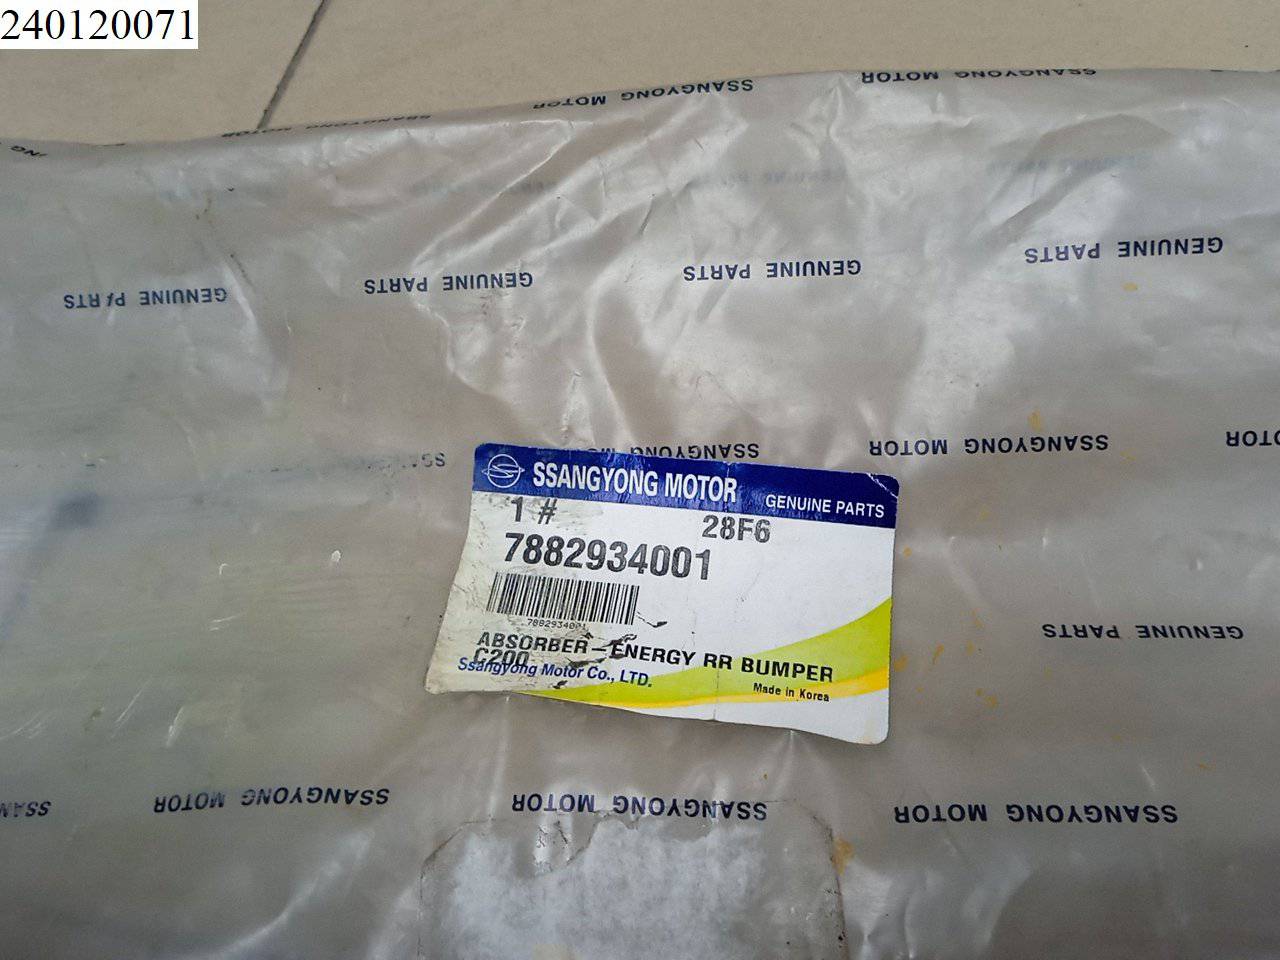 240120071
SSANGYONG MOTOR
SSANGYONG MOTOR
GENUINE PARTS
GENUINE PARTS
GENUINE PARTS
GENUINE PARTS
SSANGYONG
SSANGYONG MOTOR
MOTOR
SSANGYONG MOTOR GENUINE PARTS
1 # 28F6
7882934001
7882934001
ABSORBER-ENERGY RR BUMPER
C200
Ssangyong Motor Co., LTD.
Made in Korea
GENUINE PARTS
SSANGYONG MOTOR
SSANGYONG MOTOR
SSANGYONG MOTOR